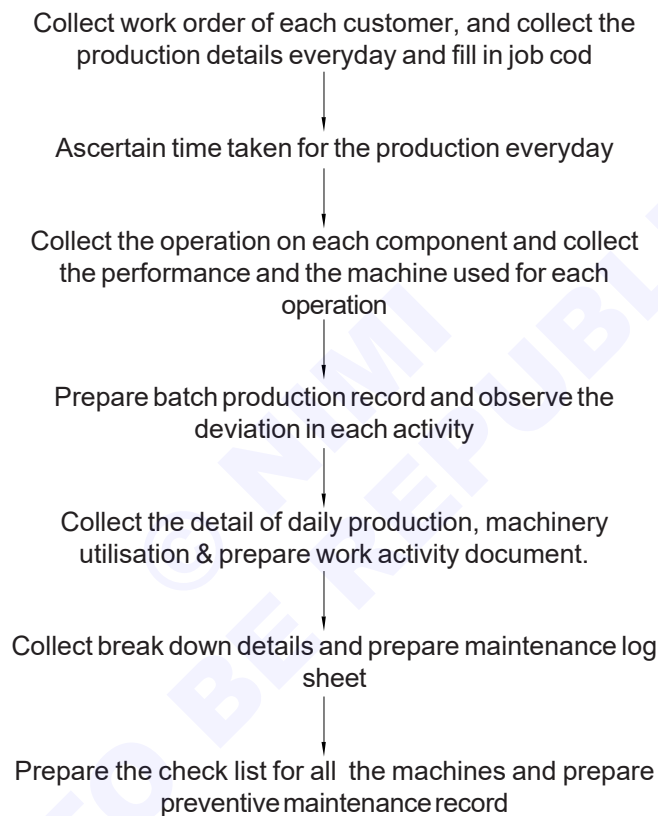 Collect work order of each customer, and collect the
production details everyday and fill in job cod
Ascertain time taken for the production everyday
Collect the operation on each component and collect
the performance and the machine used for each
operation
Prepare batch production record and observe the
deviation in each activity
Collect the detail of daily production, machinery
utilisation & prepare work activity document.
Collect break down details and prepare maintenance log
sheet
Prepare the check list for all the machines and prepare
preventive maintenance record
© NIMI
TO BE REPUBL